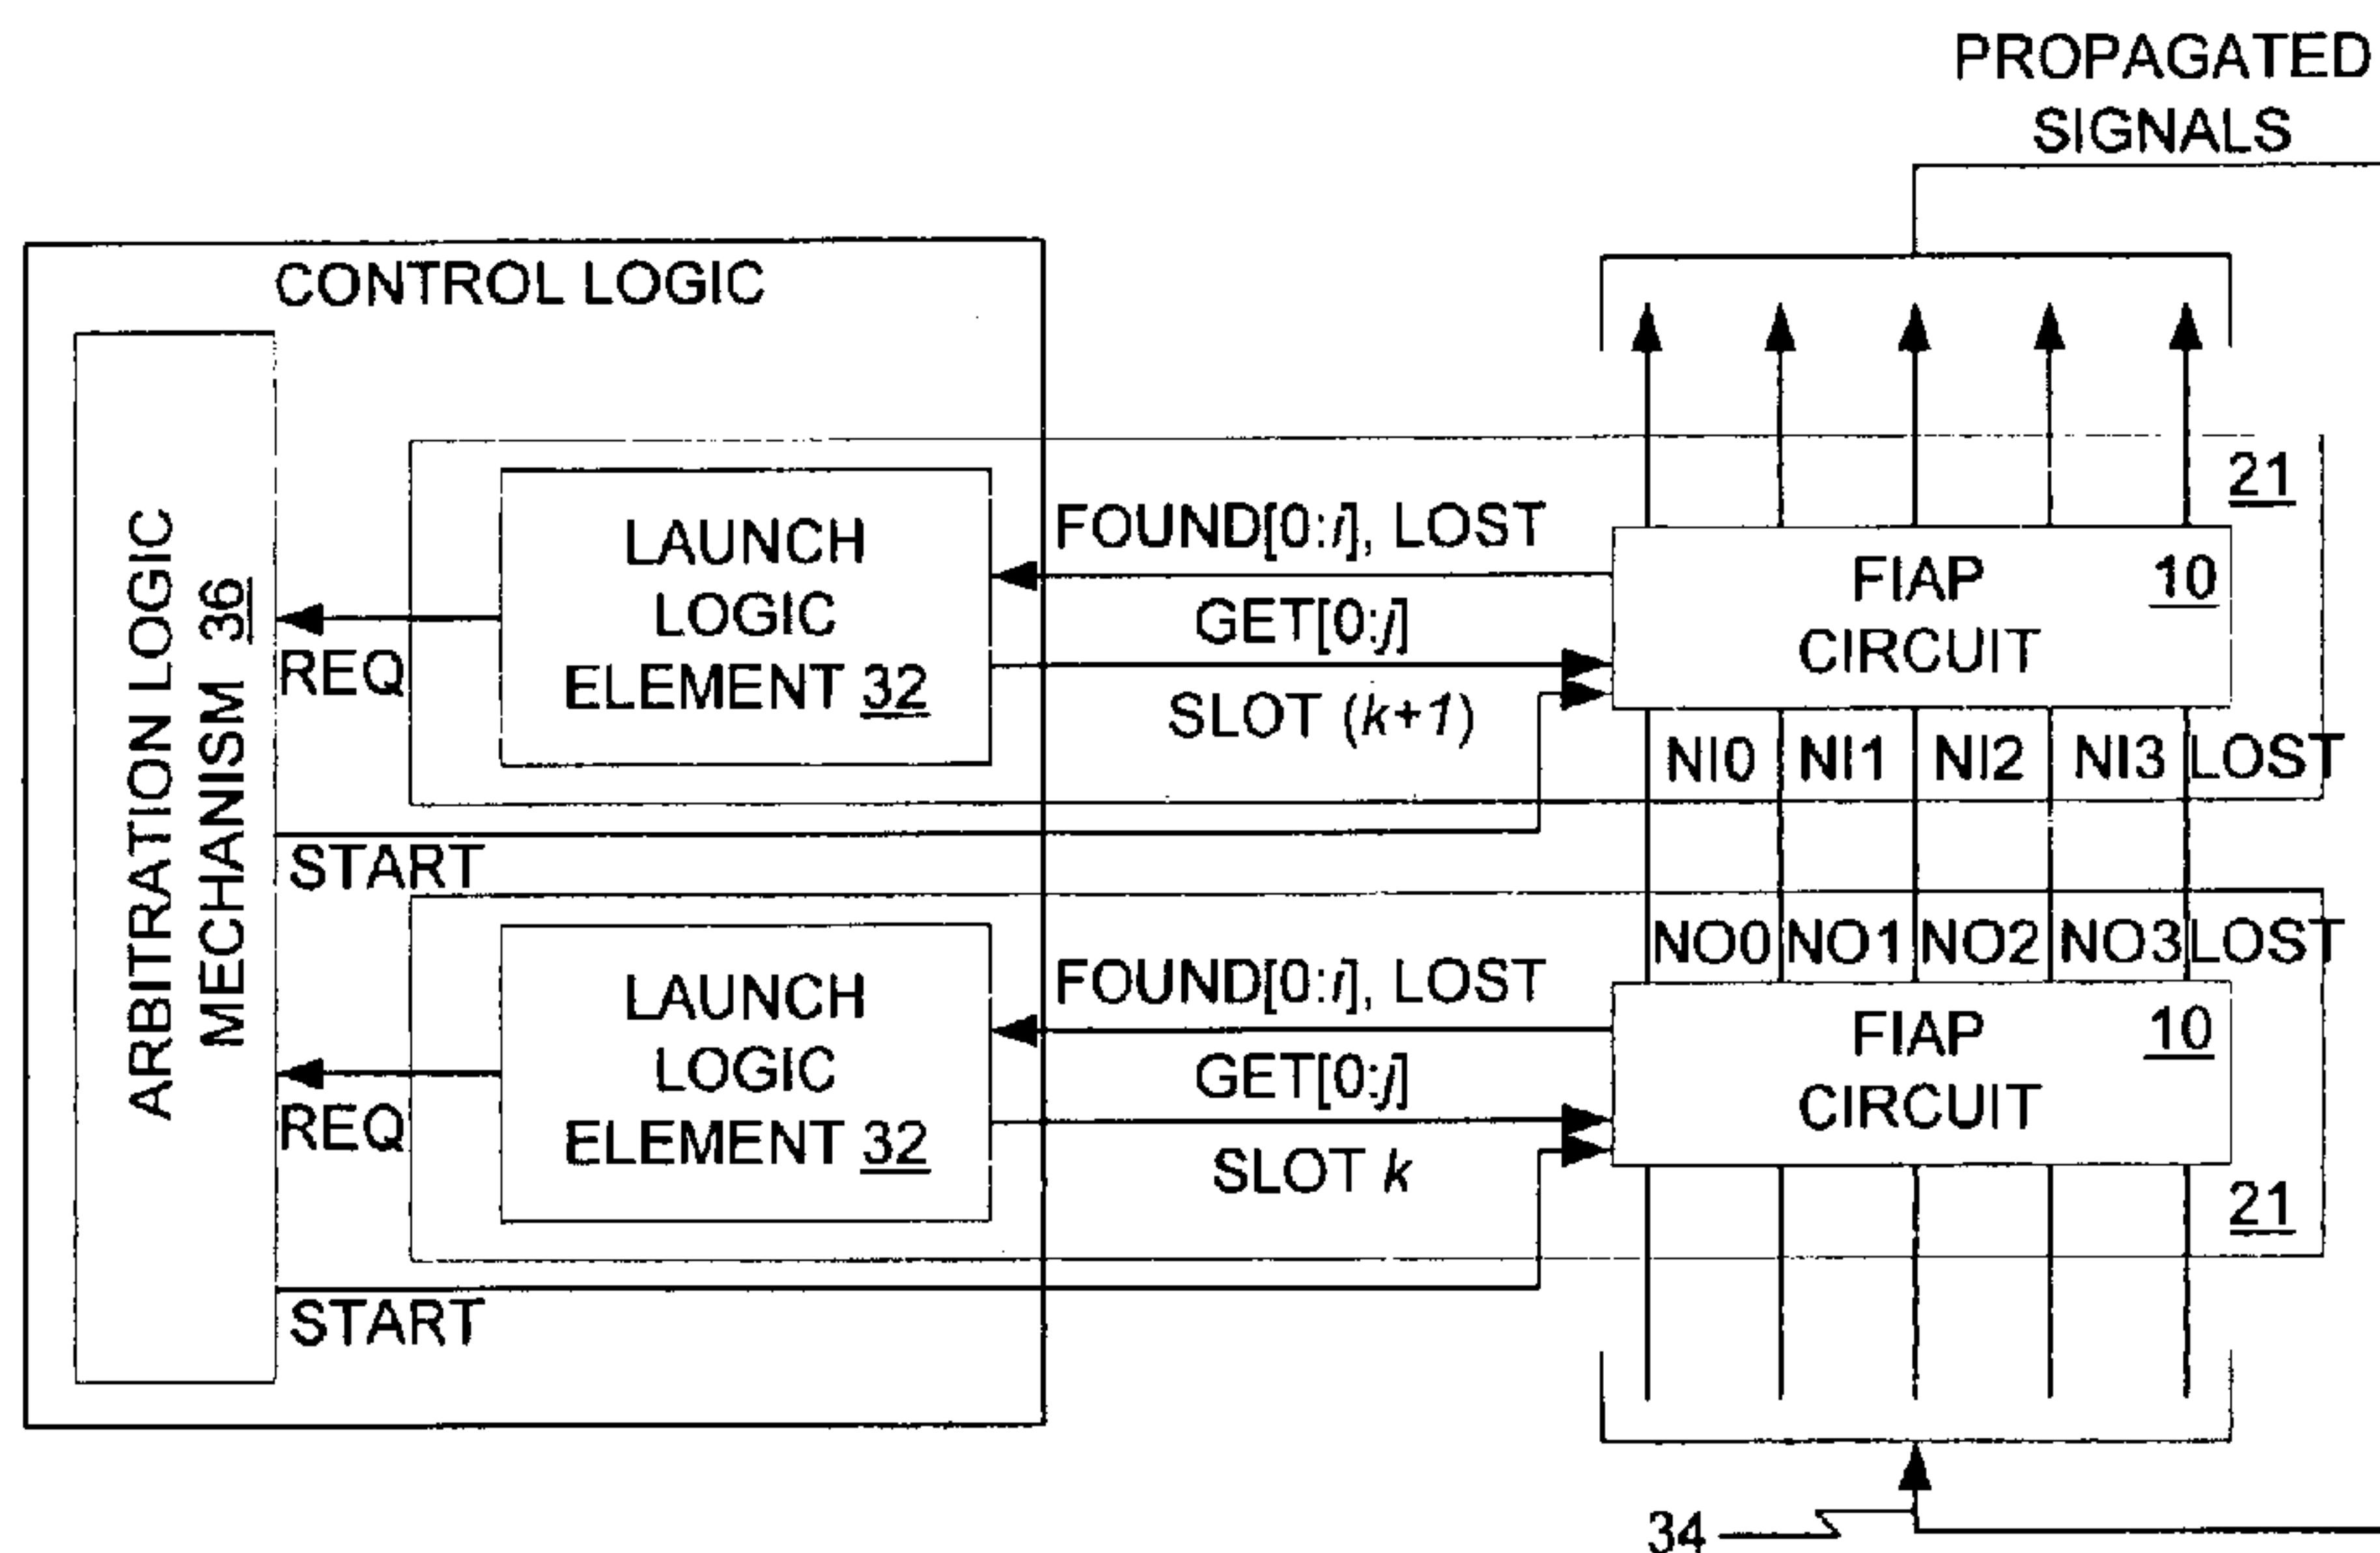 PROPAGATED
SIGNALS
CONTROL LOGIC
ARBITRATION LOGIC
MECHANISM 36
LAUNCH
LOGIC
ELEMENT 32
REQ
FOUND[0:i], LOST
GET[0:j]
SLOT (k+1)
FIAP
CIRCUIT
10
21
NI0 NI1 NI2 NI3 LOST
START
NO0 NO1 NO2 NO3 LOST
LAUNCH
LOGIC
ELEMENT 32
REQ
FOUND[0:i], LOST
GET[0:j]
SLOT k
FIAP
CIRCUIT
10
21
START
34